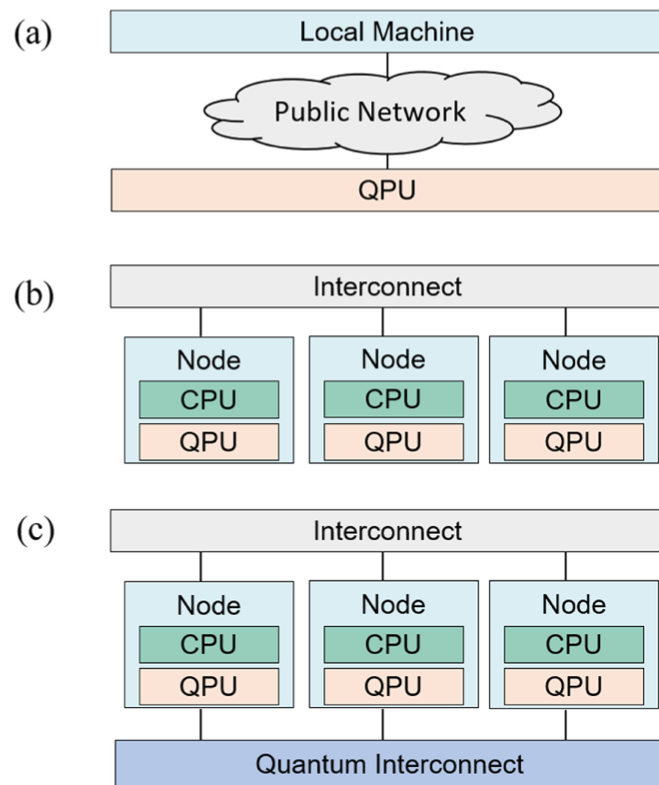 (a)
Local Machine
Public Network
QPU
(b)
Interconnect
Node Node Node
CPU CPU CPU
QPU QPU QPU
(c)
Interconnect
Node Node Node
CPU CPU CPU
QPU QPU QPU
Quantum Interconnect